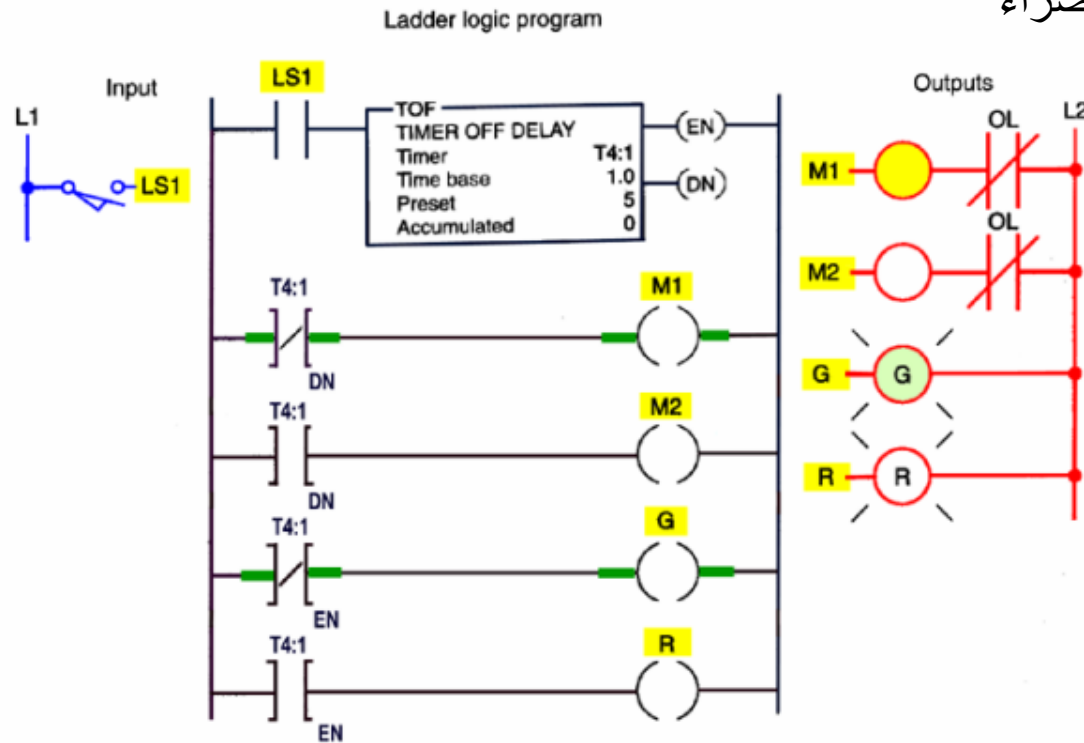 Ladder logic program
Input
L1
LS1
LS1
TOF
TIMER OFF DELAY
Timer T4:1
Time base 1.0
Preset 5
Accumulated 0
EN
DN
T4:1
DN
M1
T4:1
DN
M2
T4:1
EN
G
T4:1
EN
R
Outputs
L2
OL
M1
OL
M2
G G
R R